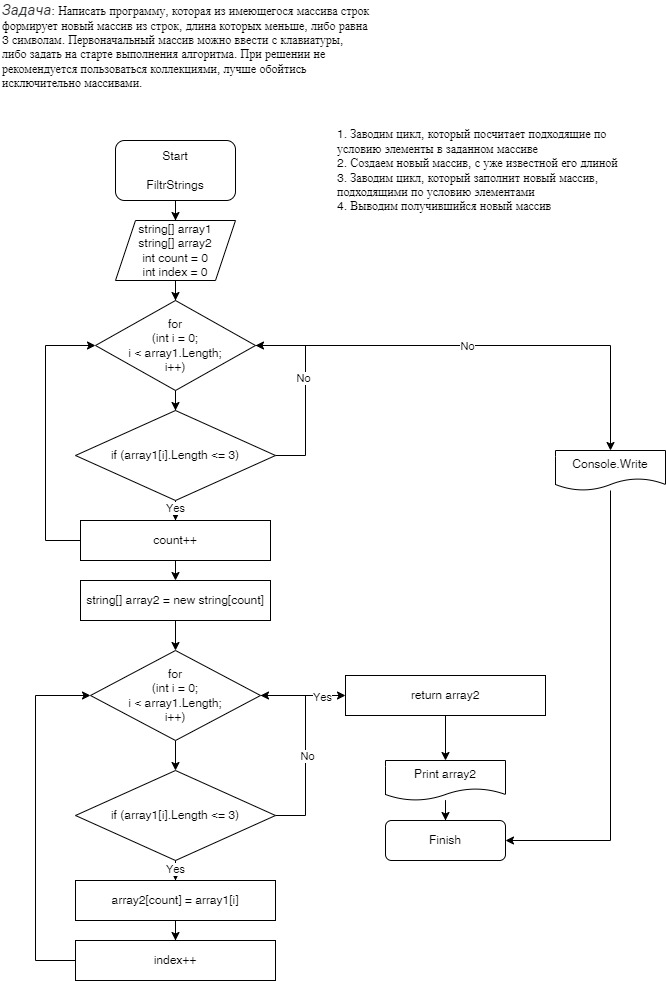 Задача: Написать программу, которая из имеющегося массива строк
формирует новый массив из строк, длина которых меньше, либо равна
3 символам. Первоначальный массив можно ввести с клавиатуры,
либо задать на старте выполнения алгоритма. При решении не
рекомендуется пользоваться коллекциями, лучше обойтись
исключительно массивами.
1. Заводим цикл, который посчитает подходящие по
условию элементы в заданном массиве
2. Создаем новый массив, с уже известной его длиной
3. Заводим цикл, который заполнит новый массив,
подходящими по условию элементами
4. Выводим получившийся новый массив
Start
FiltrStrings
string[] array1
string[] array2
int count = 0
int index = 0
for
(int i = 0;
i < array1.Length;
i++)
No
No
if (array1[i].Length <= 3)
Console.Write
Yes
count++
string[] array2 = new string[count]
for
(int i = 0;
i < array1.Length;
i++)
Yes
return array2
No
Print array2
if (array1[i].Length <= 3)
Finish
Yes
array2[count] = array1[i]
index++